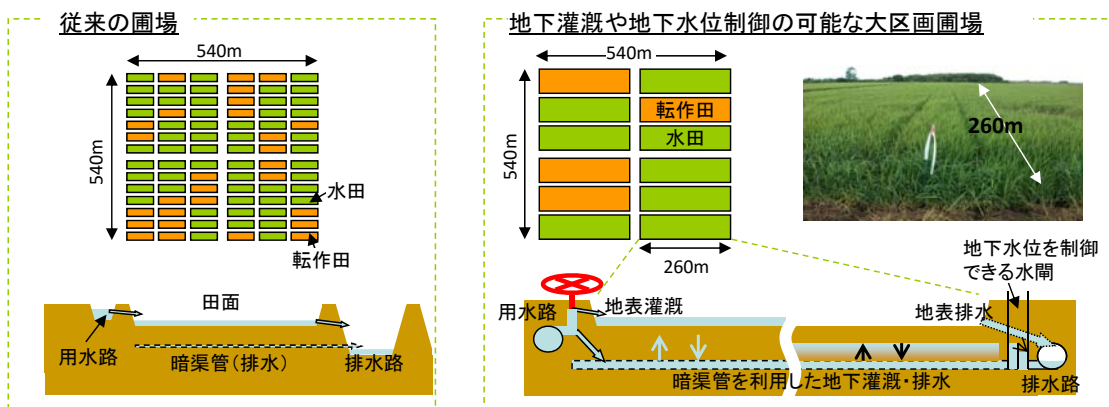 従来の圃場
540m
540m
水田
転作田
田面
用水路
暗渠管(排水)
排水路
地下灌漑や地下水位制御の可能な大区画圃場
540m
540m
転作田
水田
260m
260m
地下水位を制御
できる水閘
用水路
地表灌漑
地表排水
暗渠管を利用した地下灌漑・排水
排水路